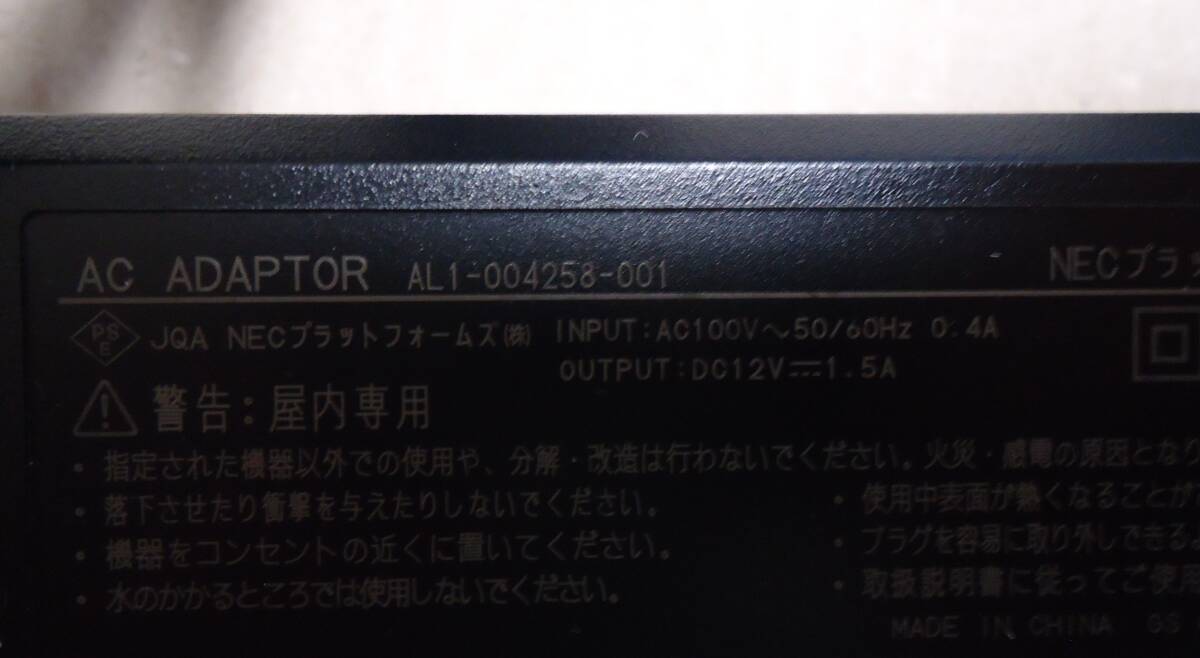 AC ADAPTOR AL1-004258-001 NECプラッ
PSE JQA NECプラットフォームズ㈱ INPUT:AC100V～50/60Hz 0.4A
OUTPUT:DC12V⎓1.5A
警告:屋内専用
・指定された機器以外での使用や、分解・改造は行わないでください。火災・感電の原因となり
・落下させたり衝撃を与えたりしないでください。
・機器をコンセントの近くに置いてください。
・水のかかるところでは使用しないでください。
・使用中表面が熱くなることが
・プラグを容易に取り外しできる
・取扱説明書に従ってご使用
MADE IN CHINA GS